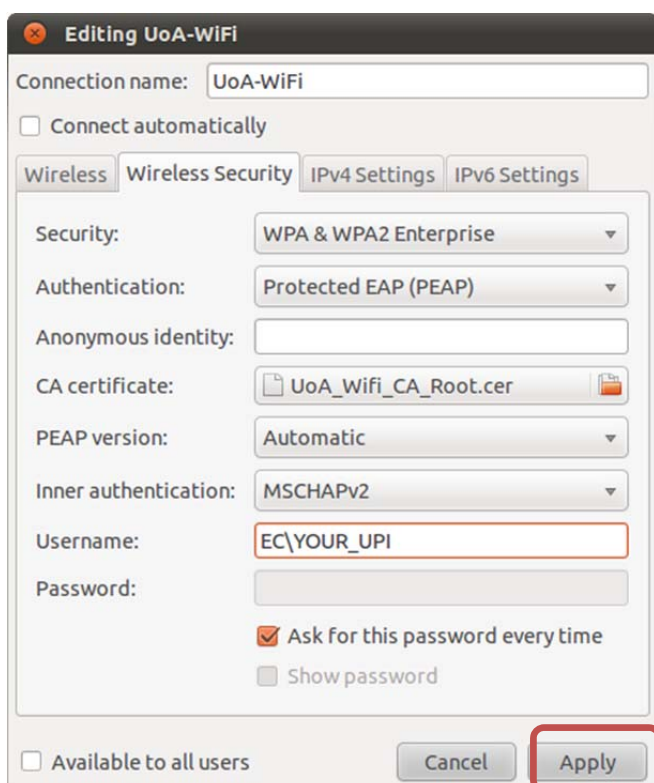 Editing UoA-WiFi
Connection name: UoA-WiFi
Connect automatically
Wireless Wireless Security IPv4 Settings IPv6 Settings
Security: WPA & WPA2 Enterprise
Authentication: Protected EAP (PEAP)
Anonymous identity:
CA certificate: UoA_Wifi_CA_Root.cer
PEAP version: Automatic
Inner authentication: MSCHAPv2
Username: EC\YOUR_UPI
Password:
Ask for this password every time
Show password
Available to all users Cancel Apply